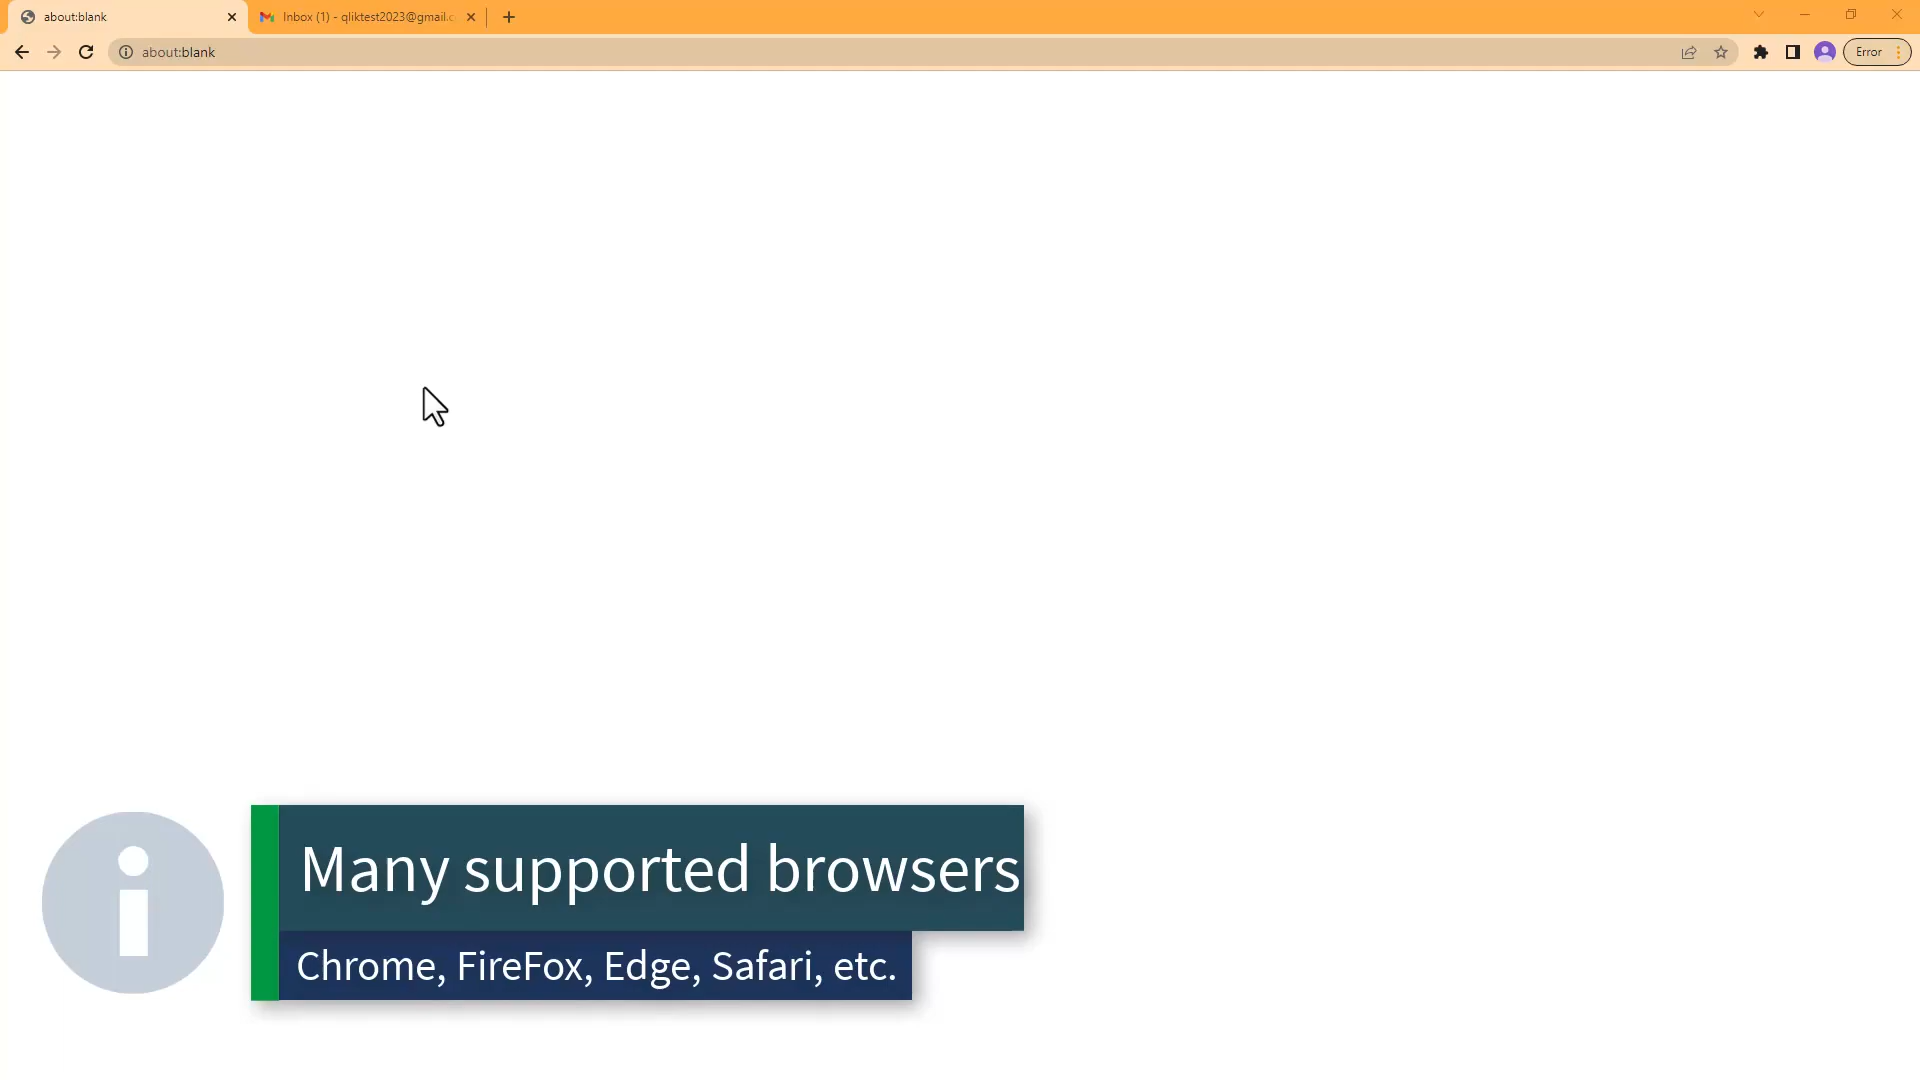 about:blank
Inbox (1) - qliktest2023@gmail.c
about:blank
Error
Many supported browsers
Chrome, FireFox, Edge, Safari, etc.